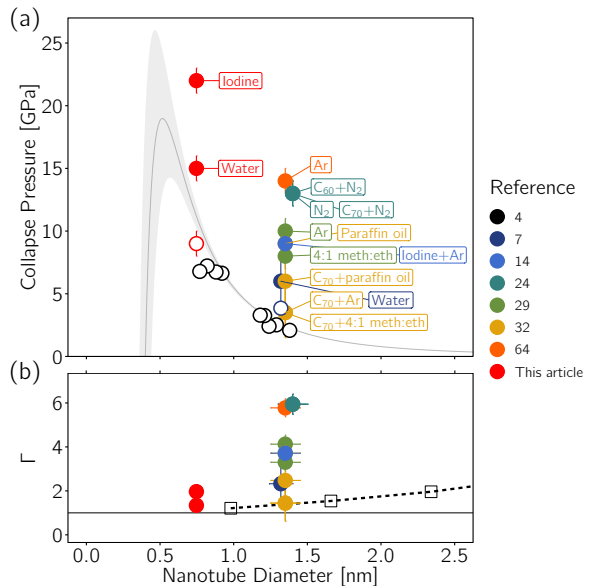 (a)
Collapse Pressure [GPa]
25
20
15
10
5
0
Iodine
Water
Ar
C60+N2
N2 C70+N2
Ar Paraffin oil
4:1 meth:eth Iodine+Ar
C70+paraffin oil
C70+Ar Water
C70+4:1 meth:eth
Reference
4
7
14
24
29
32
64
This article
(b)
Γ
6
4
2
0
0.0 0.5 1.0 1.5 2.0 2.5
Nanotube Diameter [nm]